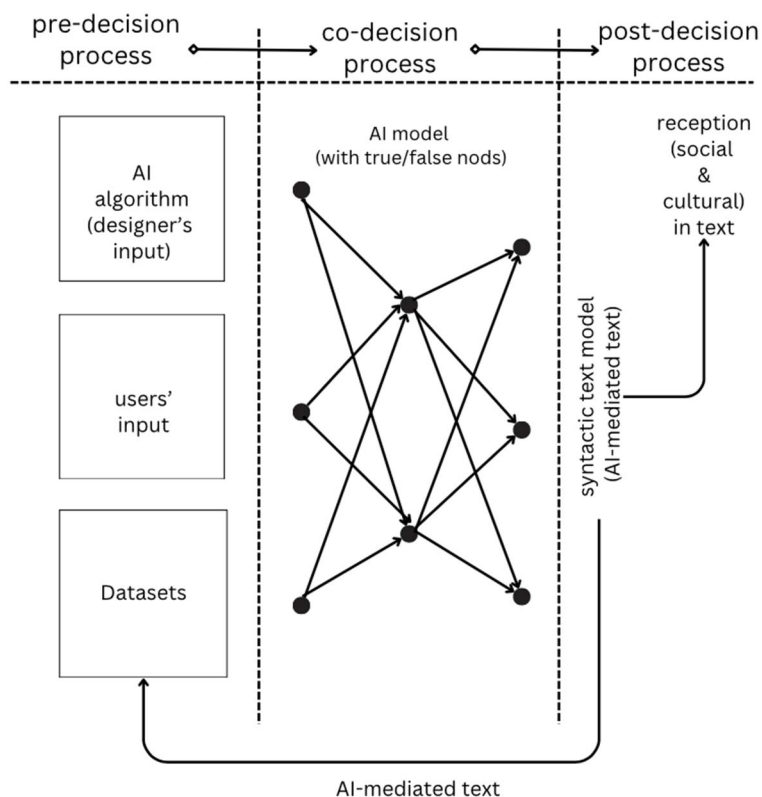 pre-decision
process
co-decision
process
post-decision
process
AI
algorithm
(designer's
input)
users'
input
Datasets
AI model
(with true/false nods)
syntactic text model
(AI-mediated text)
reception
(social
&
cultural)
in text
AI-mediated text